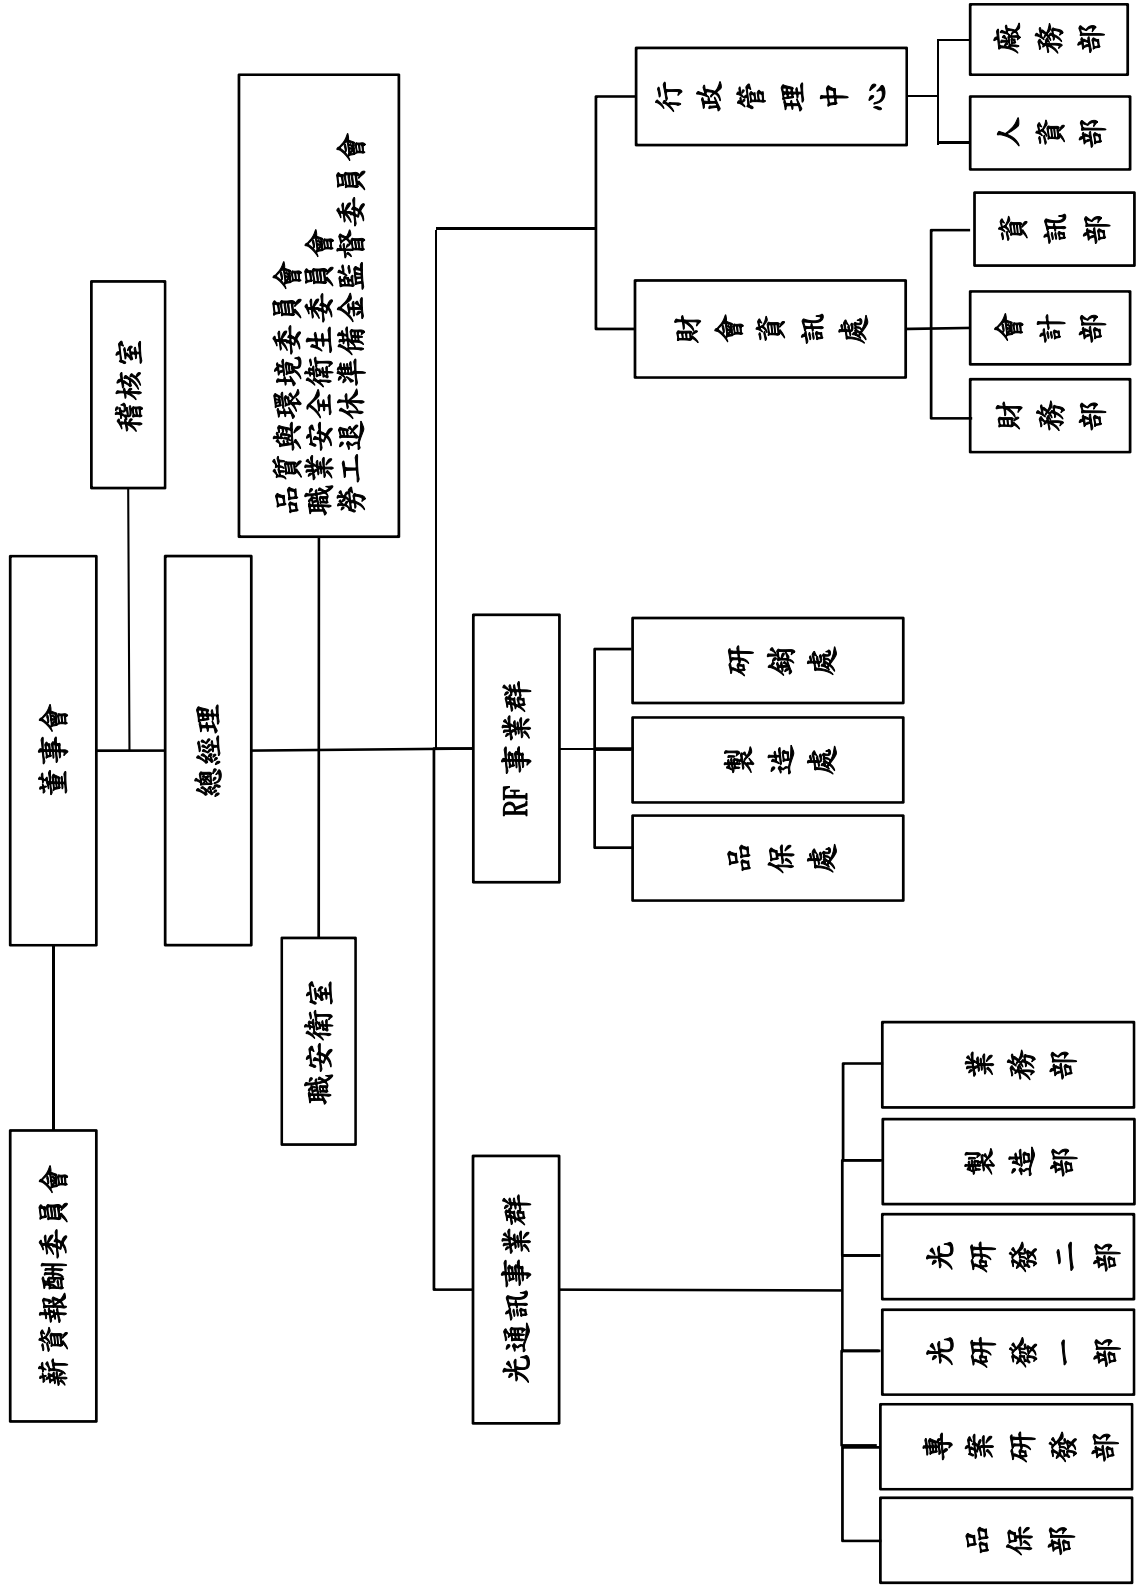 薪資報酬委員會
董事會
稽核室
總經理
職安衛室
品質與環境委員會
職業安全衛生委員會
勞工退休準備金監督委員會
光通訊事業群
RF 事業群
品保處
製造處
研銷處
財會資訊處
行政管理中心
品保部
專案研發部
光研發一部
光研發二部
製造部
業務部
財務部
會計部
資訊部
人資部
廠務部